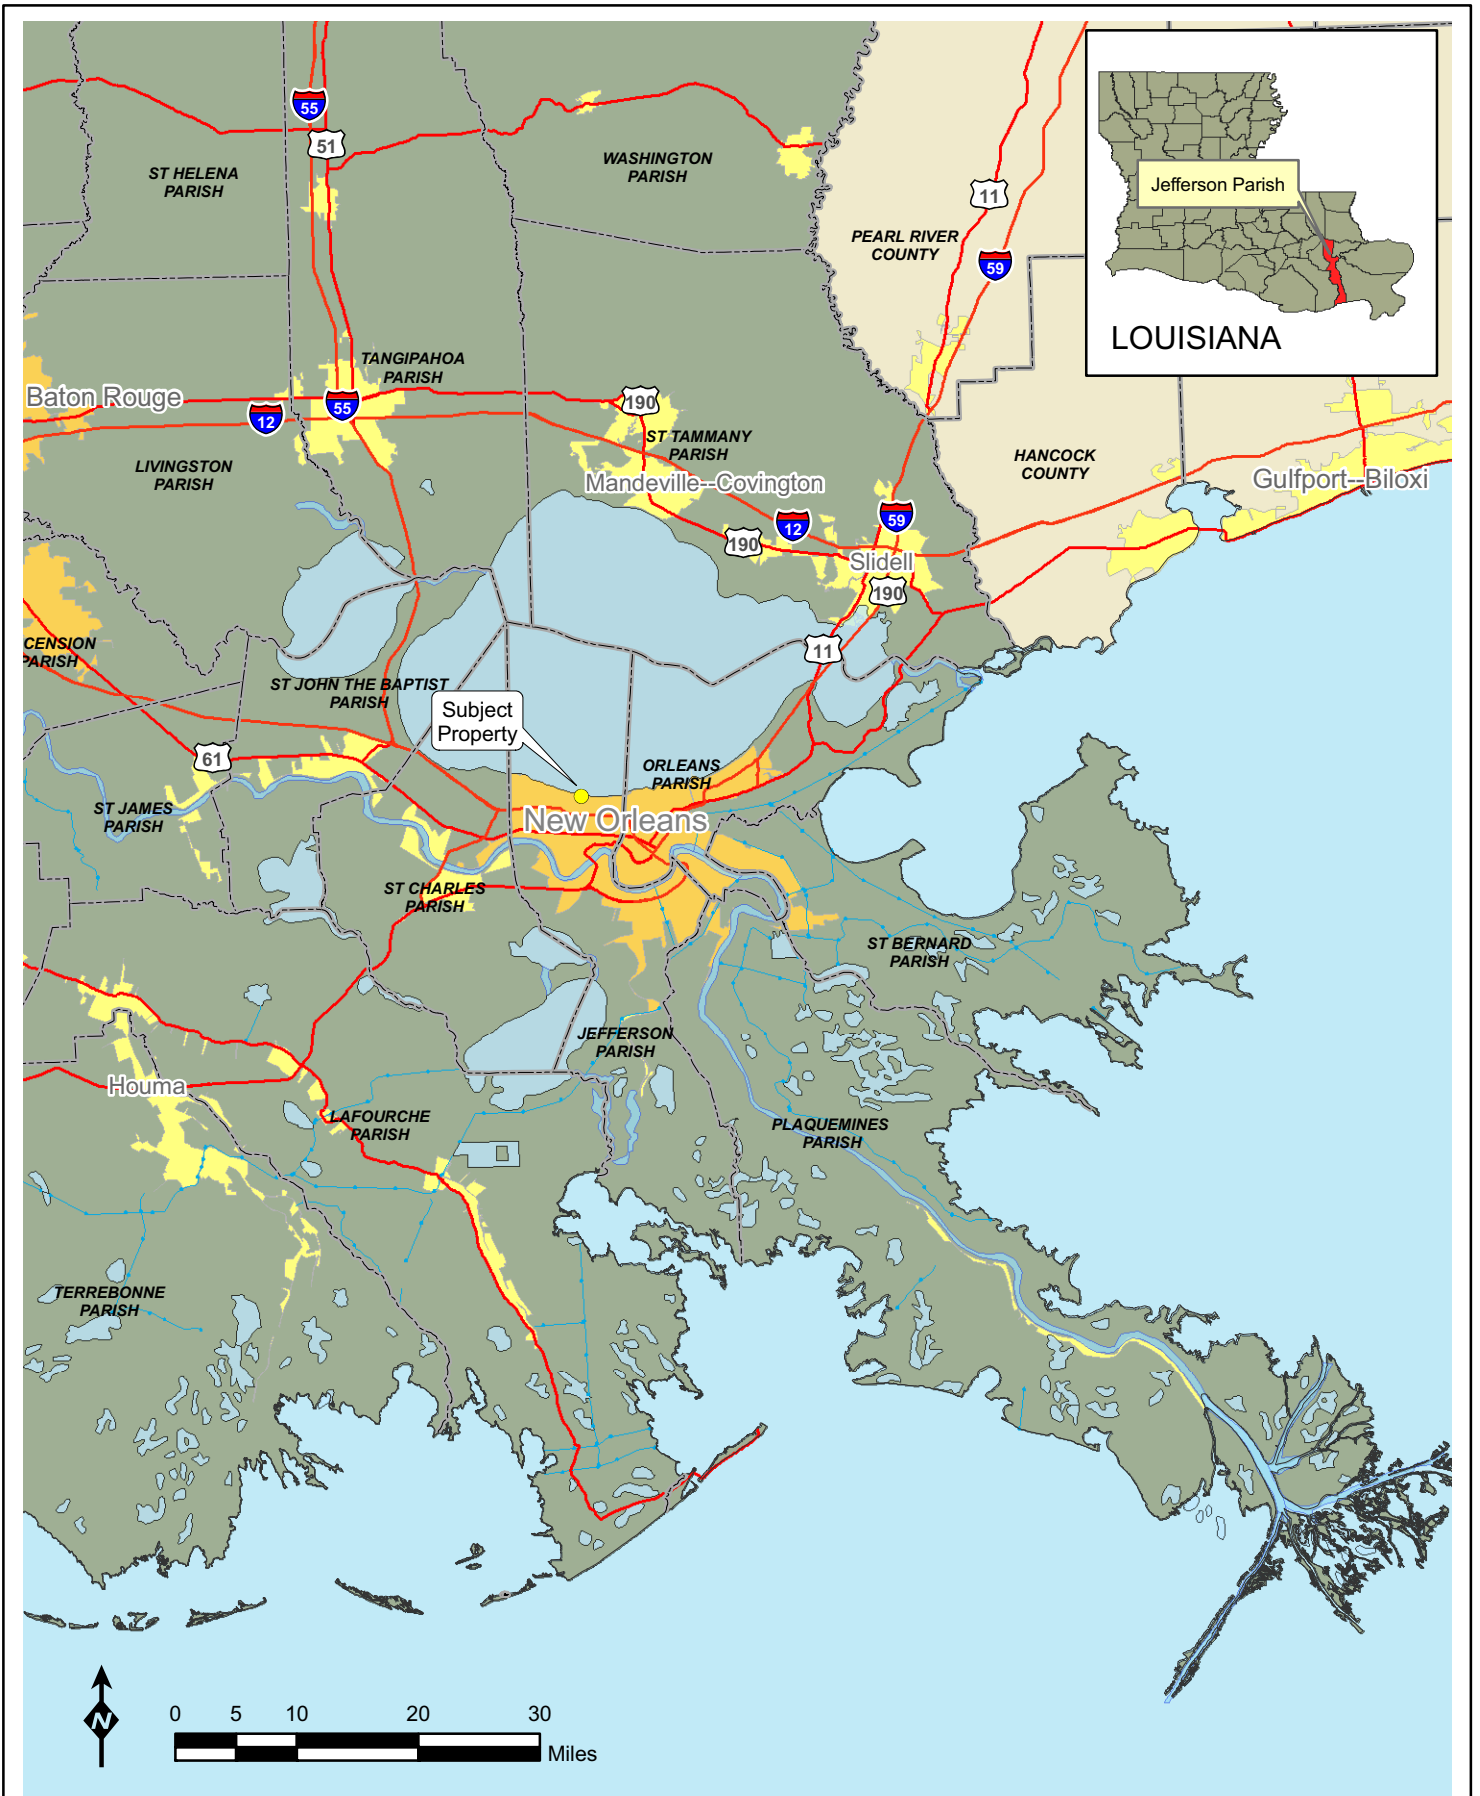 55
51
ST HELENA
PARISH
WASHINGTON
PARISH
11
PEARL RIVER
COUNTY
59
Jefferson Parish
LOUISIANA
TANGIPAHOA
PARISH
Baton Rouge
12
55
190
ST TAMMANY
PARISH
LIVINGSTON
PARISH
Mandeville--Covington
HANCOCK
COUNTY
Gulfport--Biloxi
12
59
190
Slidell
190
CENSION
PARISH
11
ST JOHN THE BAPTIST
PARISH
Subject
Property
61
ORLEANS
PARISH
ST JAMES
PARISH
New Orleans
ST CHARLES
PARISH
ST BERNARD
PARISH
JEFFERSON
PARISH
Houma
LAFOURCHE
PARISH
PLAQUEMINES
PARISH
TERREBONNE
PARISH
N
0 5 10 20 30
Miles